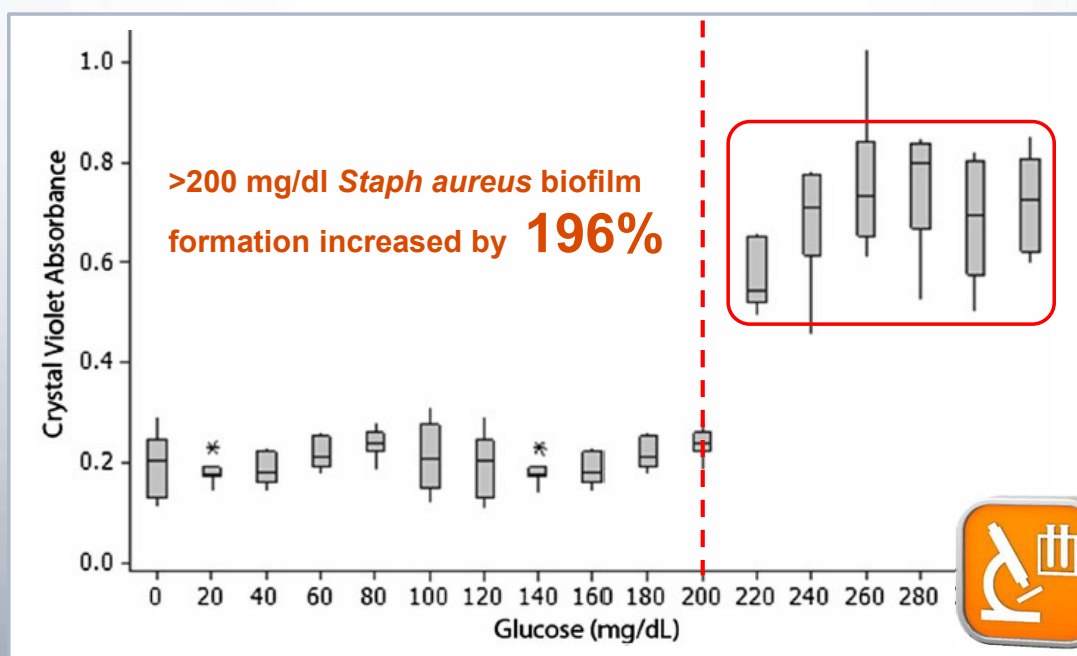 1.0
0.8
0.6
0.4
0.2
0.0
Crystal Violet Absorbance
>200 mg/dl Staph aureus biofilm
formation increased by 196%
0 20 40 60 80 100 120 140 160 180 200 220 240 260 280
Glucose (mg/dL)